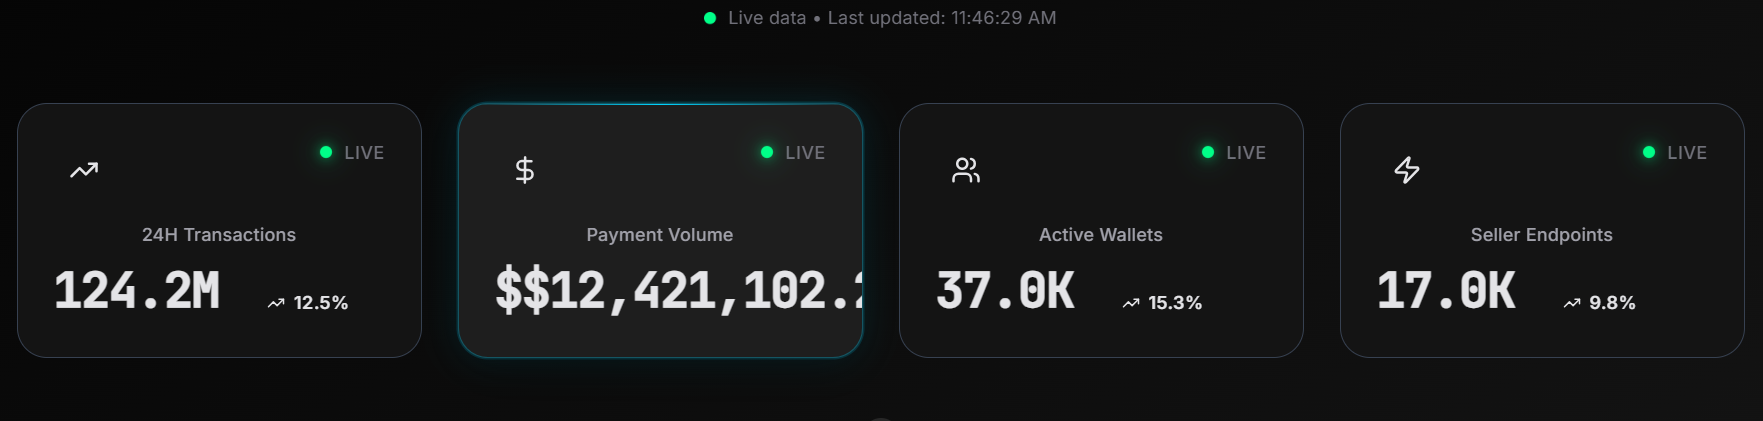 Live data • Last updated: 11:46:29 AM
LIVE
24H Transactions
124.2M 12.5%
LIVE
Payment Volume
$$12,421,102.
LIVE
Active Wallets
37.0K 15.3%
LIVE
Seller Endpoints
17.0K 9.8%